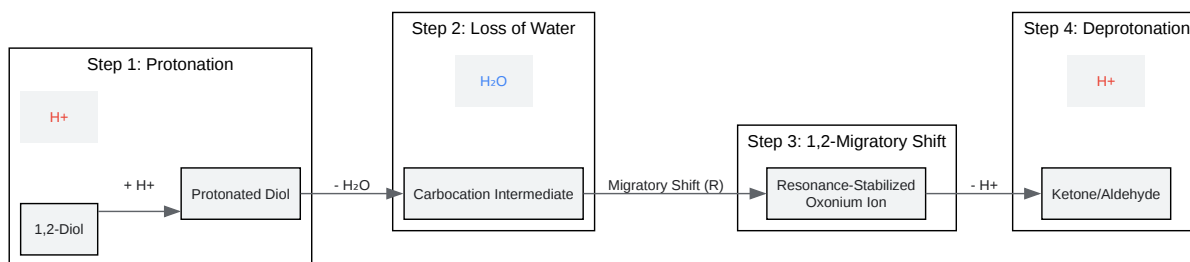 Step 1: Protonation
H+
1,2-Diol
+ H+
Protonated Diol
- H₂O
Step 2: Loss of Water
H₂O
Carbocation Intermediate
Migratory Shift (R)
Step 3: 1,2-Migratory Shift
Resonance-Stabilized
Oxonium Ion
- H+
Step 4: Deprotonation
H+
Ketone/Aldehyde